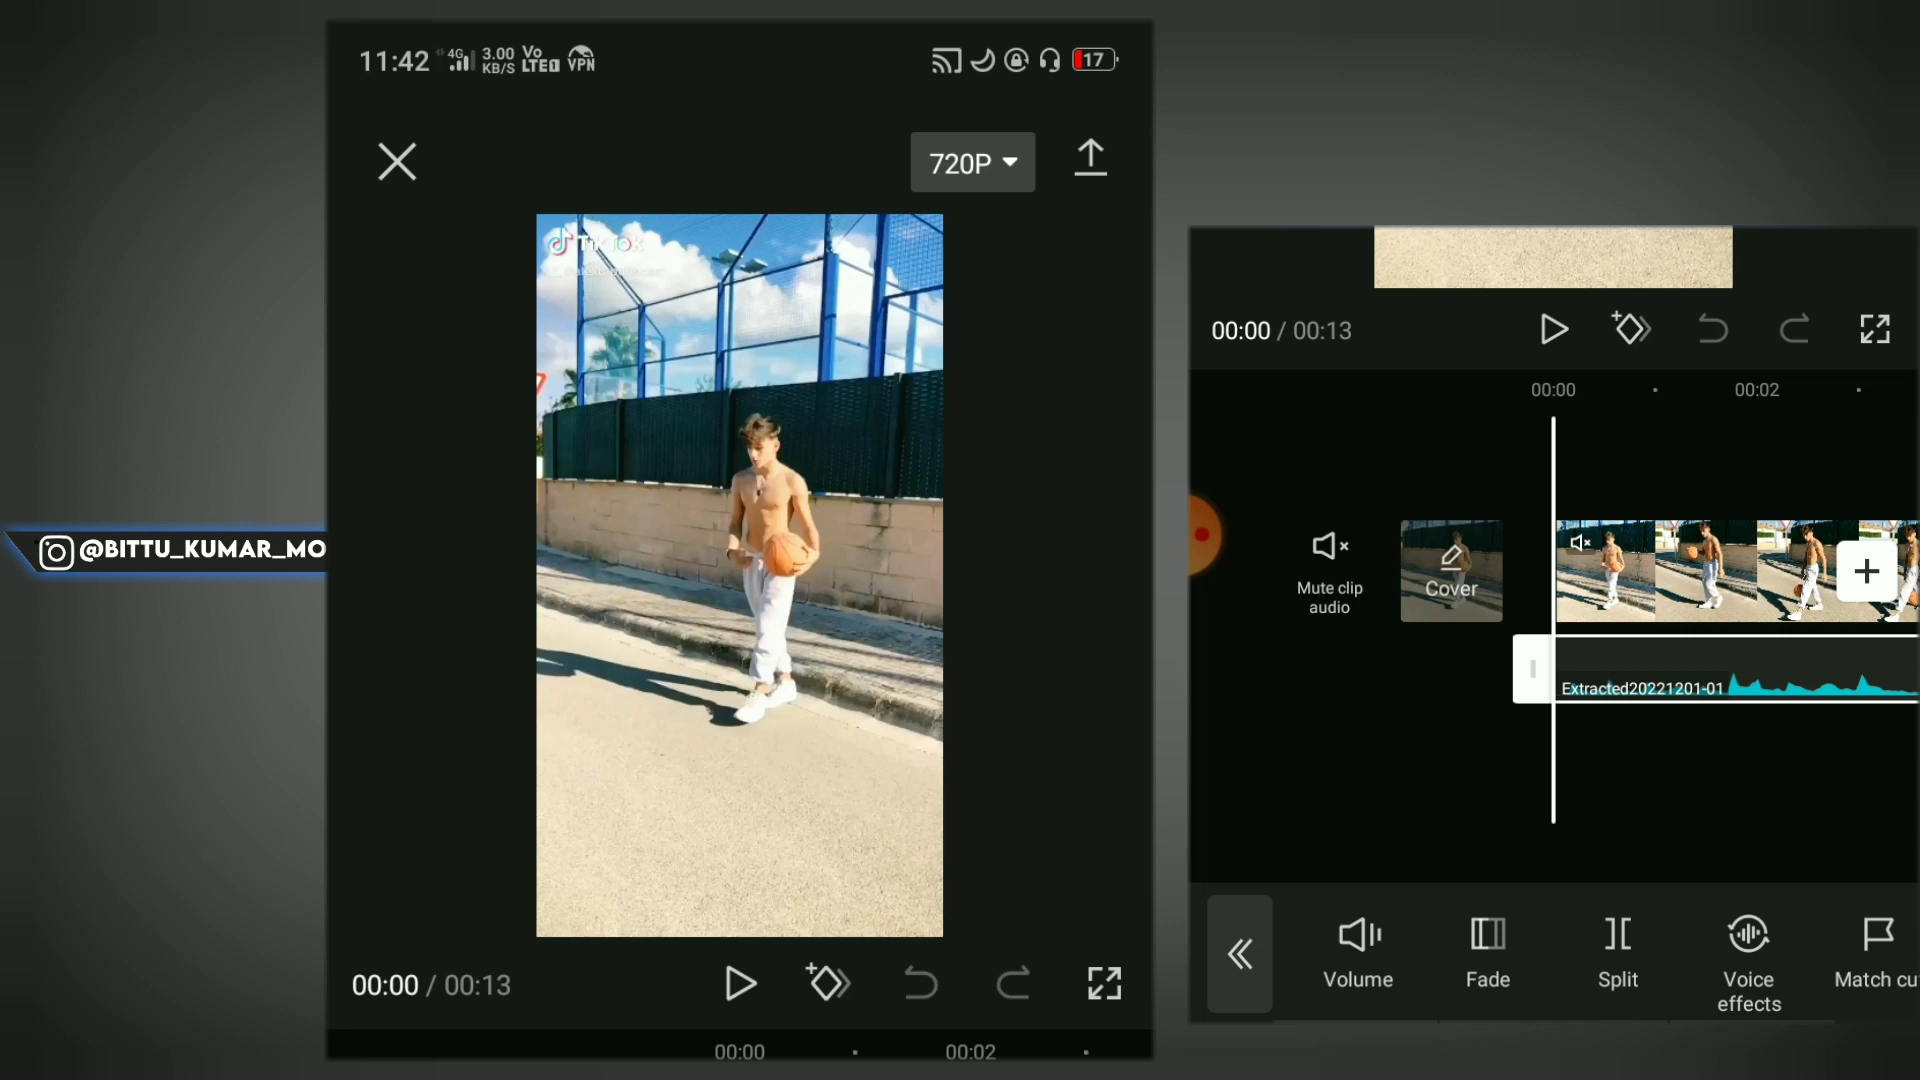 11:42 4G 3.00 KB/S Vo LTE VPN
17
720P
TikTok
@BITTU_KUMAR_MO
00:00 / 00:13
00:00
00:02
00:00 / 00:13
00:00
00:02
Mute clip
audio
Cover
Extracted20221201-01
Volume
Fade
Split
Voice
effects
Match cu